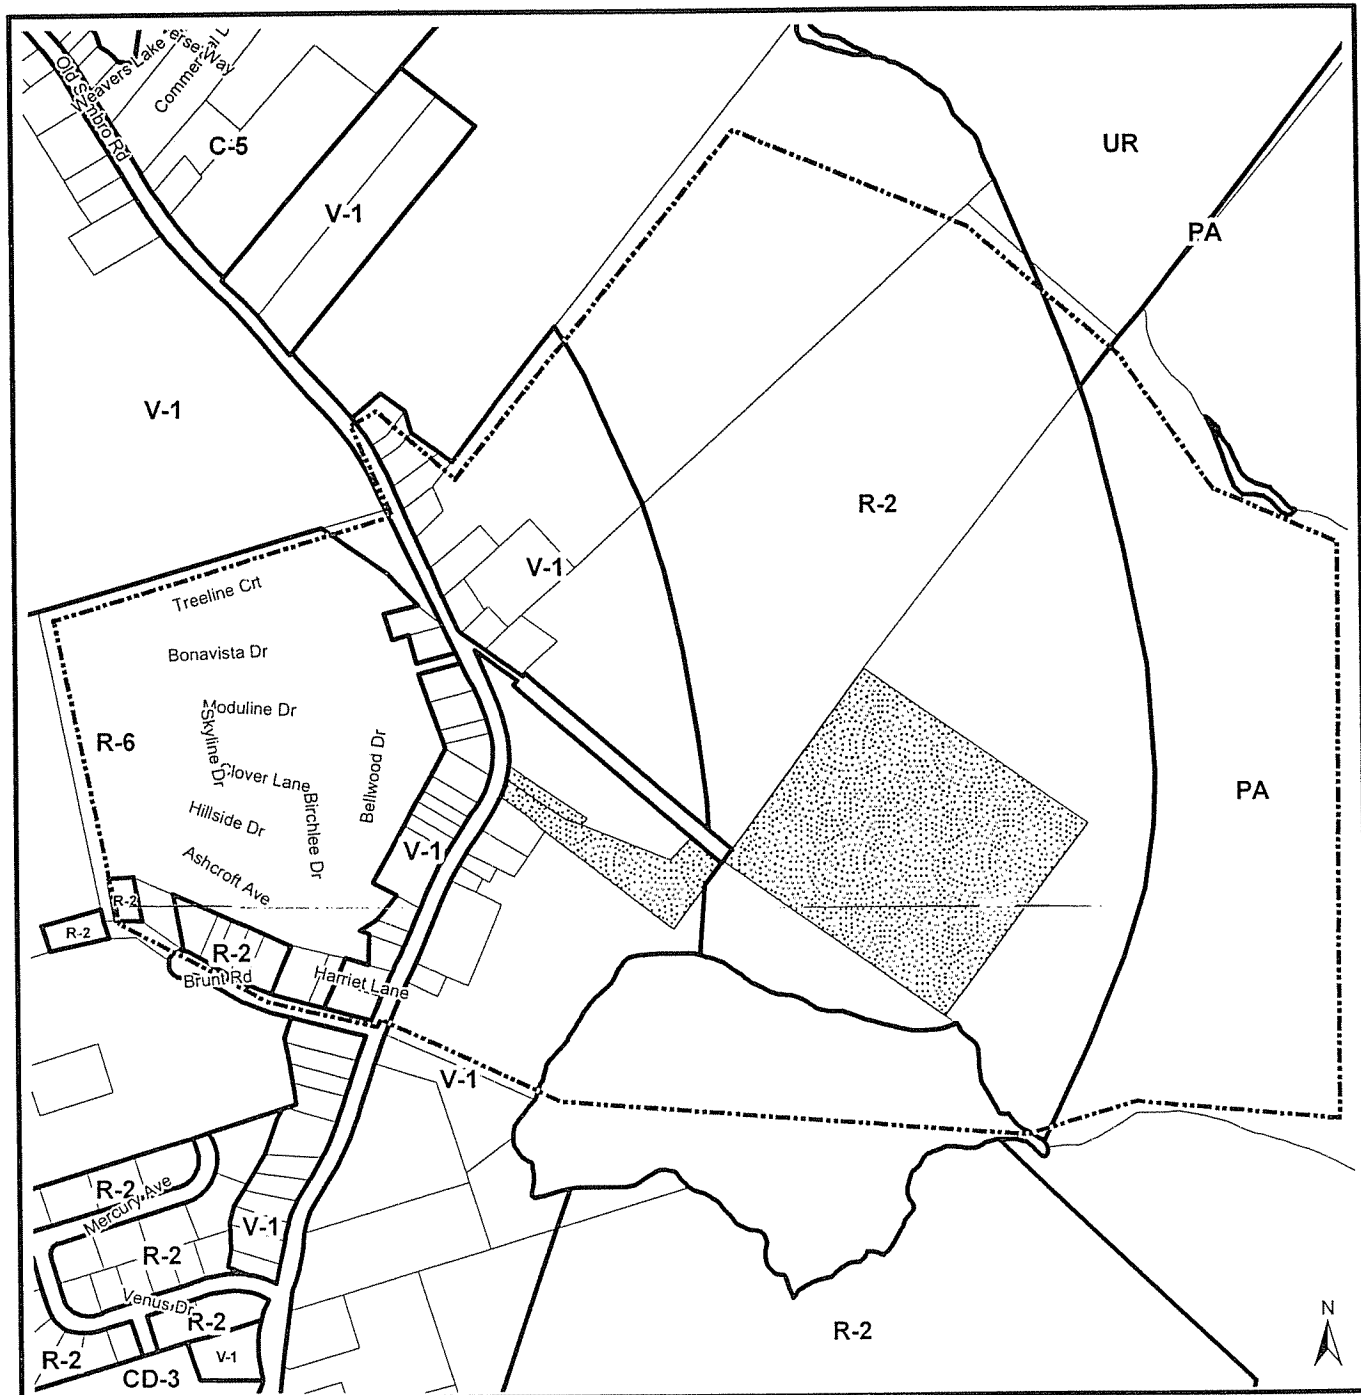 Weavers Lake
erse Way
Commercial L
Old Sambro Rd
C-5
UR
V-1
PA
V-1
R-2
V-1
Treeline Crt
Bonavista Dr
Moduline Dr
Skyline Dr
R-6
Clover Lane
Bellwood Dr
Birchlee Dr
PA
Hillside Dr
V-1
Ashcroft Ave
R-2
R-2
R-2
Brunt Rd
Harriet Lane
V-1
R-2
Mercury Ave
V-1
R-2
Venus Dr
R-2
N
R-2
R-2
V-1
CD-3